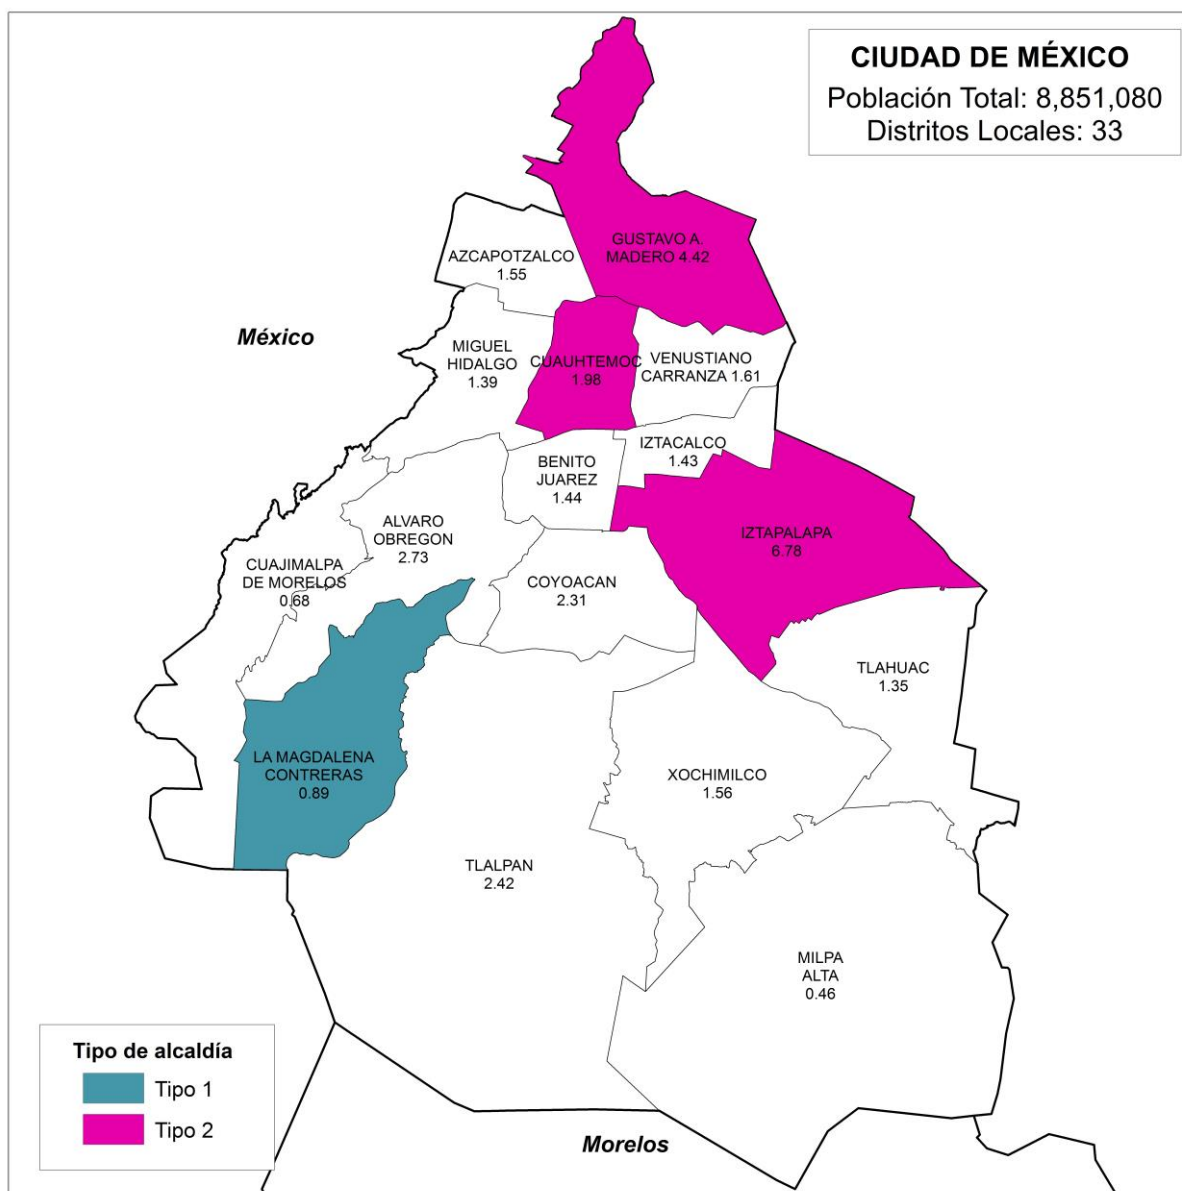 CIUDAD DE MÉXICO
Población Total: 8,851,080
Distritos Locales: 33
GUSTAVO A.
MADERO 4.42
AZCAPOTZALCO
1.55
México
MIGUEL
HIDALGO
1.39
CUAUHTEMOC
1.98
VENUSTIANO
CARRANZA 1.61
IZTACALCO
1.43
BENITO
JUAREZ
1.44
ALVARO
OBREGON
2.73
IZTAPALAPA
6.78
CUAJIMALPA
DE MORELOS
0.68
COYOACAN
2.31
TLAHUAC
1.35
LA MAGDALENA
CONTRERAS
0.89
XOCHIMILCO
1.56
TLALPAN
2.42
MILPA
ALTA
0.46
Tipo de alcaldía
Tipo 1
Tipo 2
Morelos